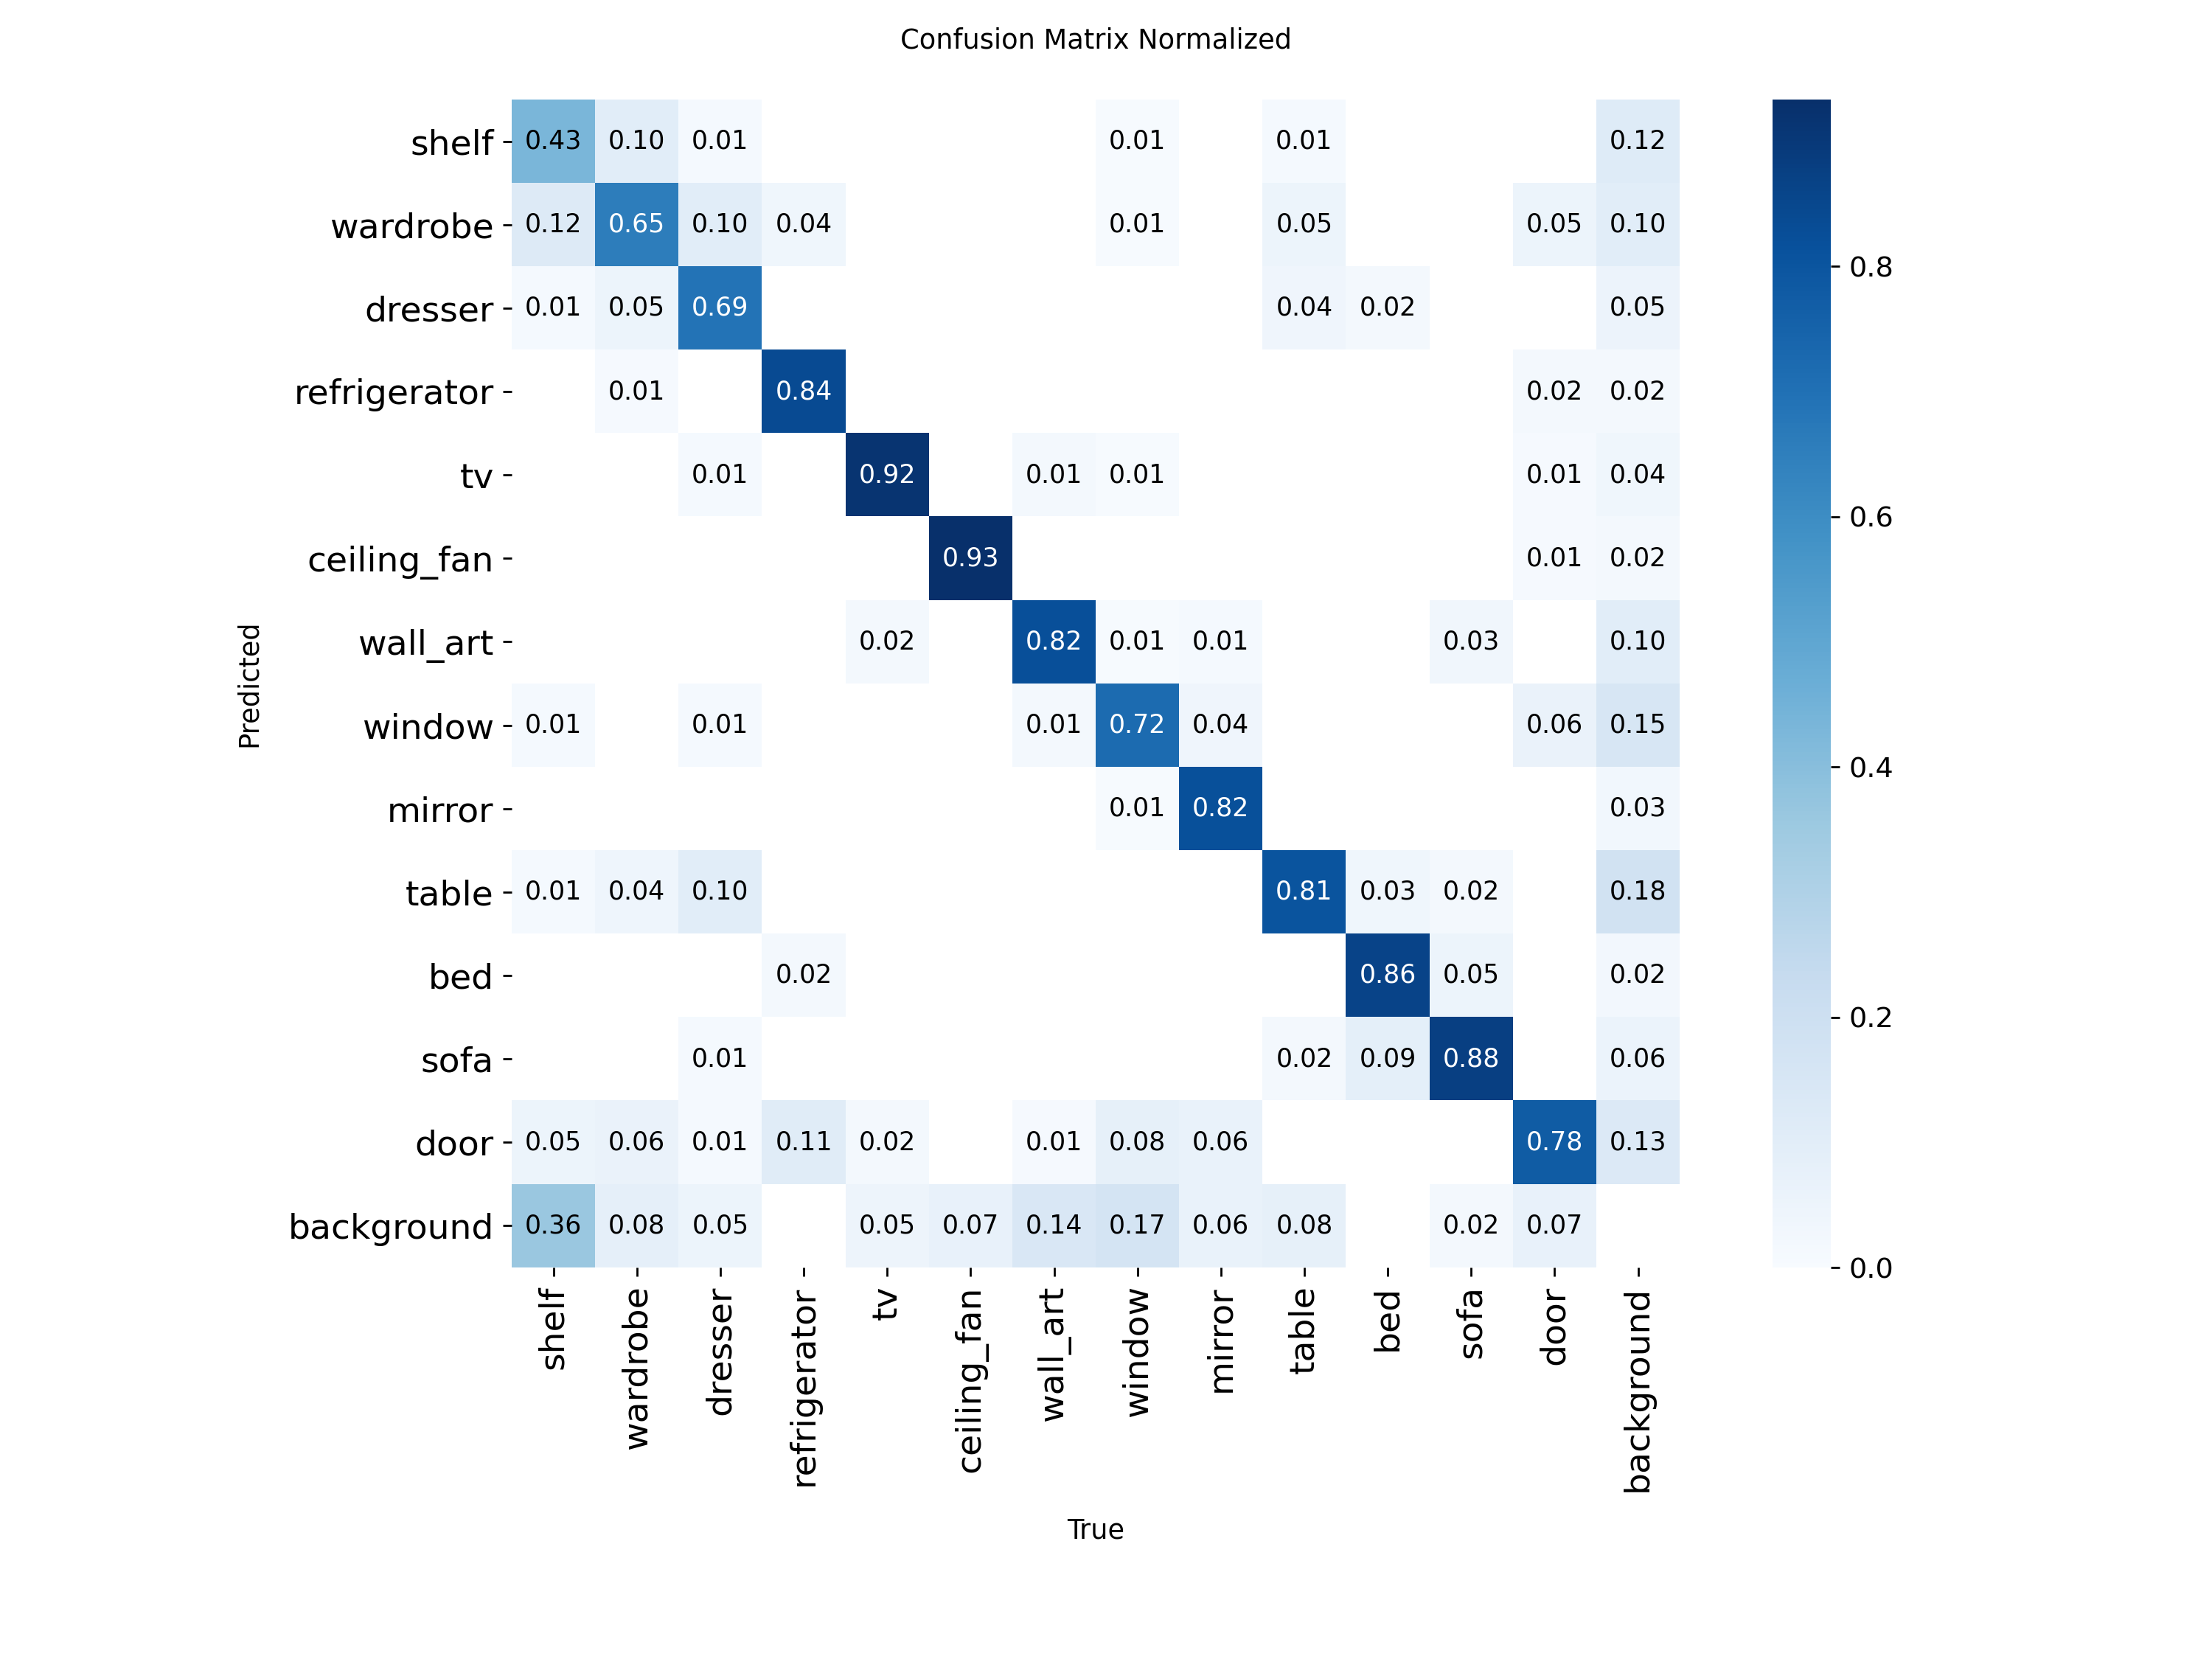 Confusion Matrix Normalized
shelf 0.43 0.10 0.01 0.01 0.01 0.12
wardrobe 0.12 0.65 0.10 0.04 0.01 0.05 0.05 0.10
dresser 0.01 0.05 0.69 0.04 0.02 0.05
refrigerator 0.01 0.84 0.02 0.02
tv 0.01 0.92 0.01 0.01 0.01 0.04
ceiling_fan 0.93 0.01 0.02
wall_art 0.02 0.82 0.01 0.01 0.03 0.10
window 0.01 0.01 0.01 0.72 0.04 0.06 0.15
mirror 0.01 0.82 0.03
table 0.01 0.04 0.10 0.81 0.03 0.02 0.18
bed 0.02 0.86 0.05 0.02
sofa 0.01 0.02 0.09 0.88 0.06
door 0.05 0.06 0.01 0.11 0.02 0.01 0.08 0.06 0.78 0.13
background 0.36 0.08 0.05 0.05 0.07 0.14 0.17 0.06 0.08 0.02 0.07
Predicted
shelf
wardrobe
dresser
refrigerator
tv
ceiling_fan
wall_art
window
mirror
table
bed
sofa
door
background
True
0.8
0.6
0.4
0.2
0.0